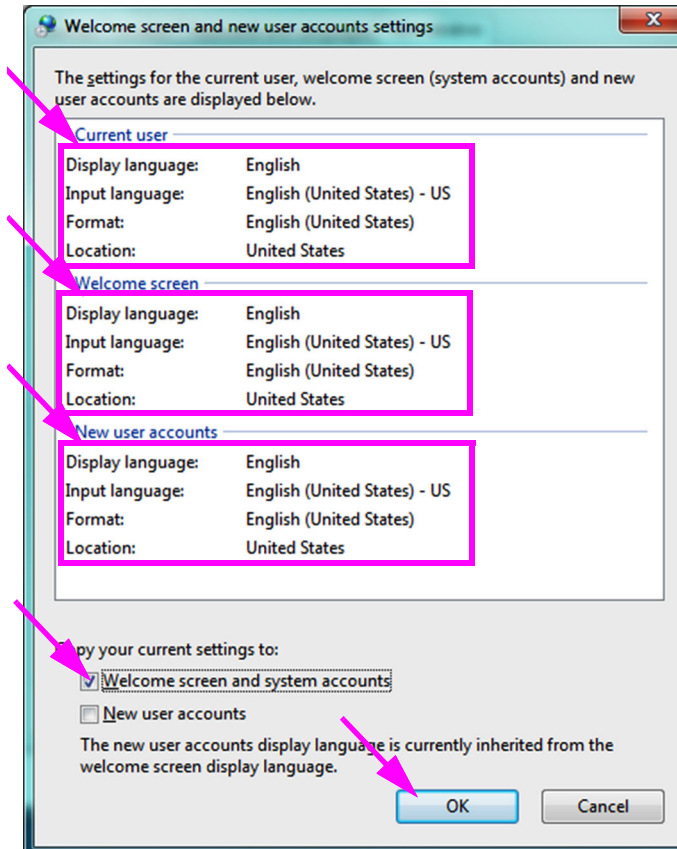 Welcome screen and new user accounts settings
The settings for the current user, welcome screen (system accounts) and new
user accounts are displayed below.
Current user
Display language: English
Input language: English (United States) - US
Format: English (United States)
Location: United States
Welcome screen
Display language: English
Input language: English (United States) - US
Format: English (United States)
Location: United States
New user accounts
Display language: English
Input language: English (United States) - US
Format: English (United States)
Location: United States
Copy your current settings to:
Welcome screen and system accounts
New user accounts
The new user accounts display language is currently inherited from the
welcome screen display language.
OK Cancel